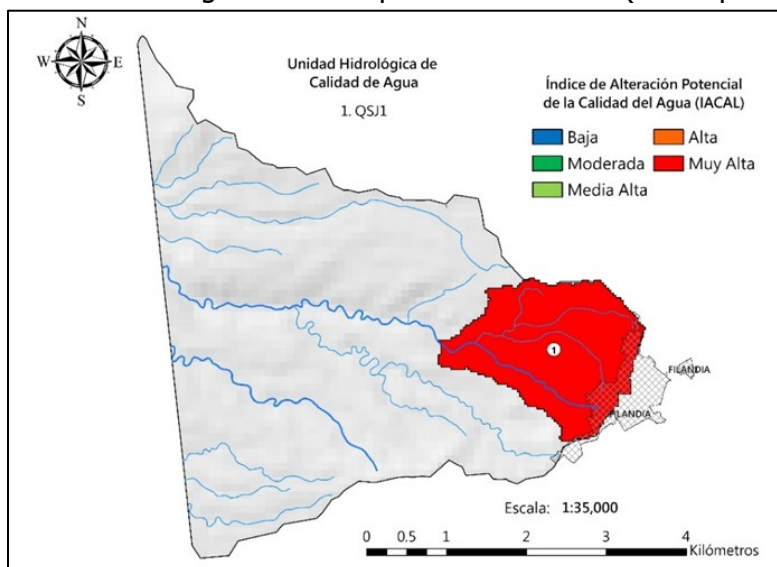 N
W
E
S
Unidad Hidrológica de
Calidad de Agua
1. QSJ1
Índice de Alteración Potencial
de la Calidad del Agua (IACAL)
Baja
Alta
Moderada
Muy Alta
Media Alta
1
FILANDIA
FILANDIA
Escala: 1:35,000
0 0.5 1 2 3 4
Kilómetros